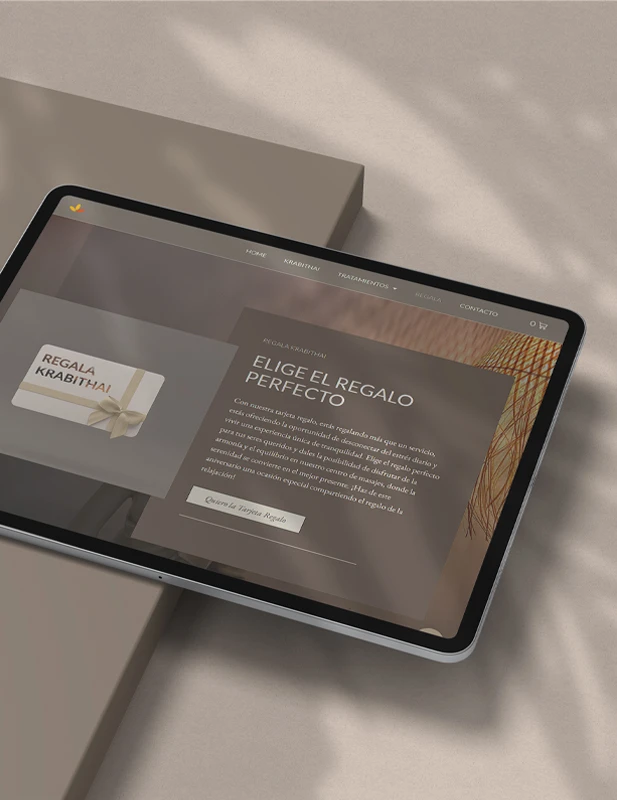 HOME KRABITHAI TRATAMIENTOS REGALA CONTACTO 0
REGALA
KRABITHAI
REGALA KRABITHAI
ELIGE EL REGALO
PERFECTO
Con nuestra tarjeta regalo, estás regalando más que un servicio,
estás ofreciendo la oportunidad de desconectar del estrés diario y
vivir una experiencia única de tranquilidad. Elige el regalo perfecto
para tus seres queridos y dales la posibilidad de disfrutar de la
armonía y el equilibrio en nuestro centro de masajes, donde la
serenidad se convierte en el mejor presente. ¡Haz de este
aniversario una ocasión especial compartiendo el regalo de la
relajación!
Quiero la Tarjeta Regalo